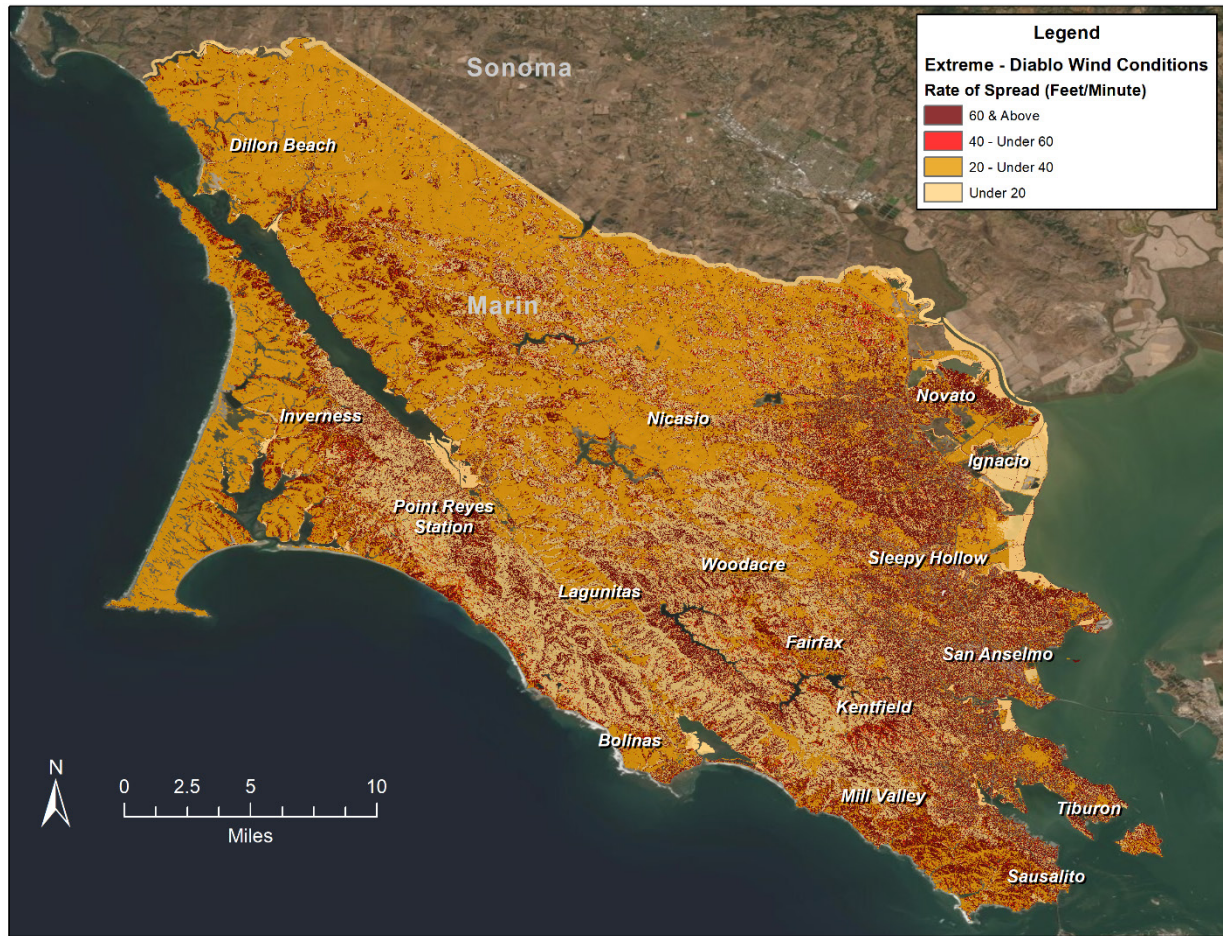 Legend
Extreme - Diablo Wind Conditions
Rate of Spread (Feet/Minute)
60 & Above
40 - Under 60
20 - Under 40
Under 20
Sonoma
Dillon Beach
Marin
Novato
Inverness
Nicasio
Ignacio
Point Reyes
Station
Sleepy Hollow
Woodacre
Lagunitas
Fairfax
San Anselmo
Kentfield
Bolinas
N
0 2.5 5 10
Miles
Mill Valley
Tiburon
Sausalito